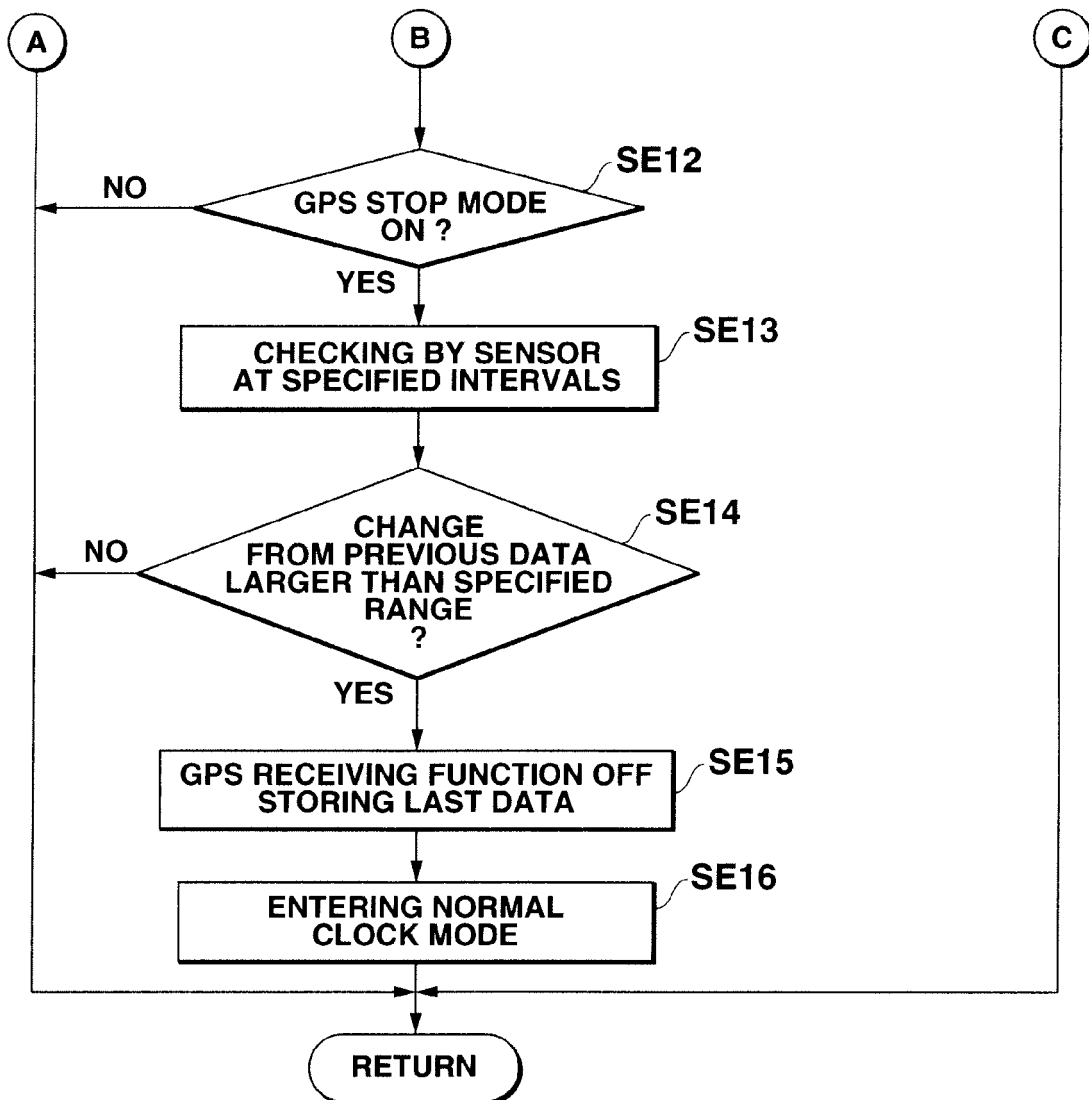 A
B
C
SE12
NO
GPS STOP MODE
ON ?
YES
SE13
CHECKING BY SENSOR
AT SPECIFIED INTERVALS
SE14
NO
CHANGE
FROM PREVIOUS DATA
LARGER THAN SPECIFIED
RANGE
?
YES
SE15
GPS RECEIVING FUNCTION OFF
STORING LAST DATA
SE16
ENTERING NORMAL
CLOCK MODE
RETURN